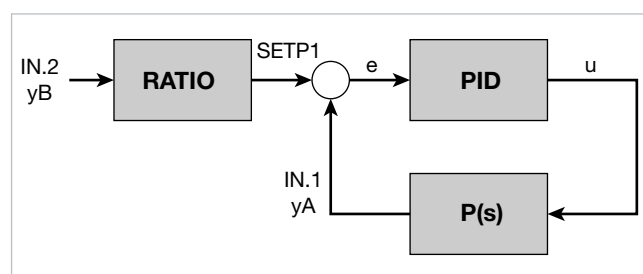 IN.2
yB
RATIO
SETP1
e
PID
u
IN.1
yA
P(s)